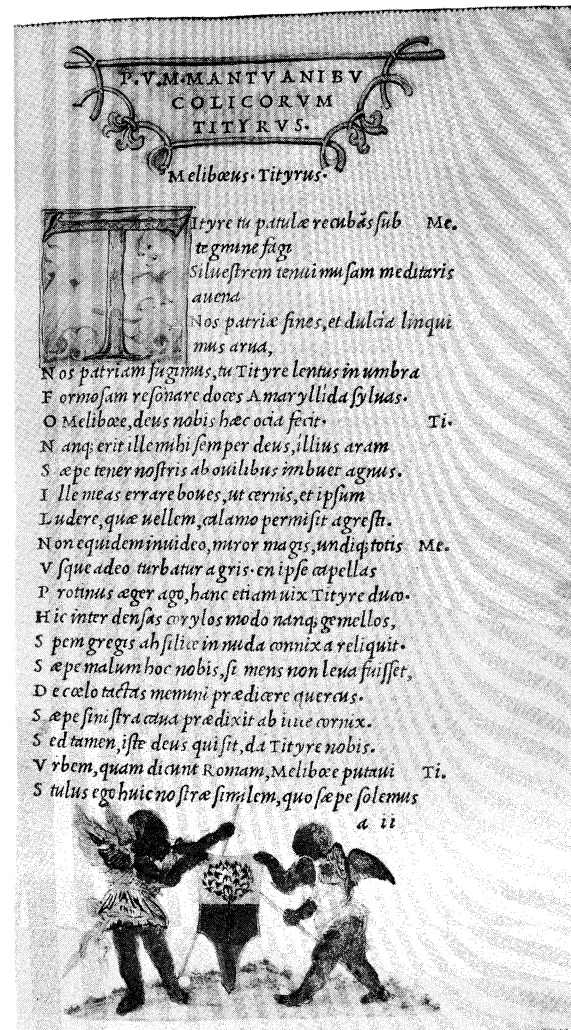 P.V.M. MANTVANI BV
COLICORVM
TITYRVS.
Melibœus. Tityrus.
TItyre tu patulæ recubãs sub Me.
tegmine fagi
Siluestrem tenui musam meditaris
auena
Nos patriæ fines, et dulcia linqui
mus arua,
Nos patriam fugimus, tu Tityre lentus in umbra
Formosam resonare doces Amaryllida syluas.
O Melibœe, deus nobis hæc ocia fecit. Ti.
Nanq; erit ille mihi semper deus, illius aram
Sæpe tener nostris ab ouilibus imbuet agnus.
Ille meas errare boues, ut cernis, et ipsum
Ludere, quæ uellem, calamo permisit agresti.
Non equidem inuideo, miror magis, undiq; totis Me.
Vsque adeo turbatur agris. en ipse capellas
Protinus æger ago, hanc etiam uix Tityre duco.
Hic inter densas corylos modo nanq; gemellos,
Spem gregis ah silice in nuda connixa reliquit.
Sæpe malum hoc nobis, si mens non leua fuisset,
De cœlo tactas memini prædicere quercus.
Sæpe sinistra caua prædixit ab ilice cornix.
Sed tamen, iste deus qui sit, da Tityre nobis.
Vrbem, quam dicunt Romam, Melibœe putaui Ti.
Stulus ego huic nostræ similem, quo sæpe solemus
a ii